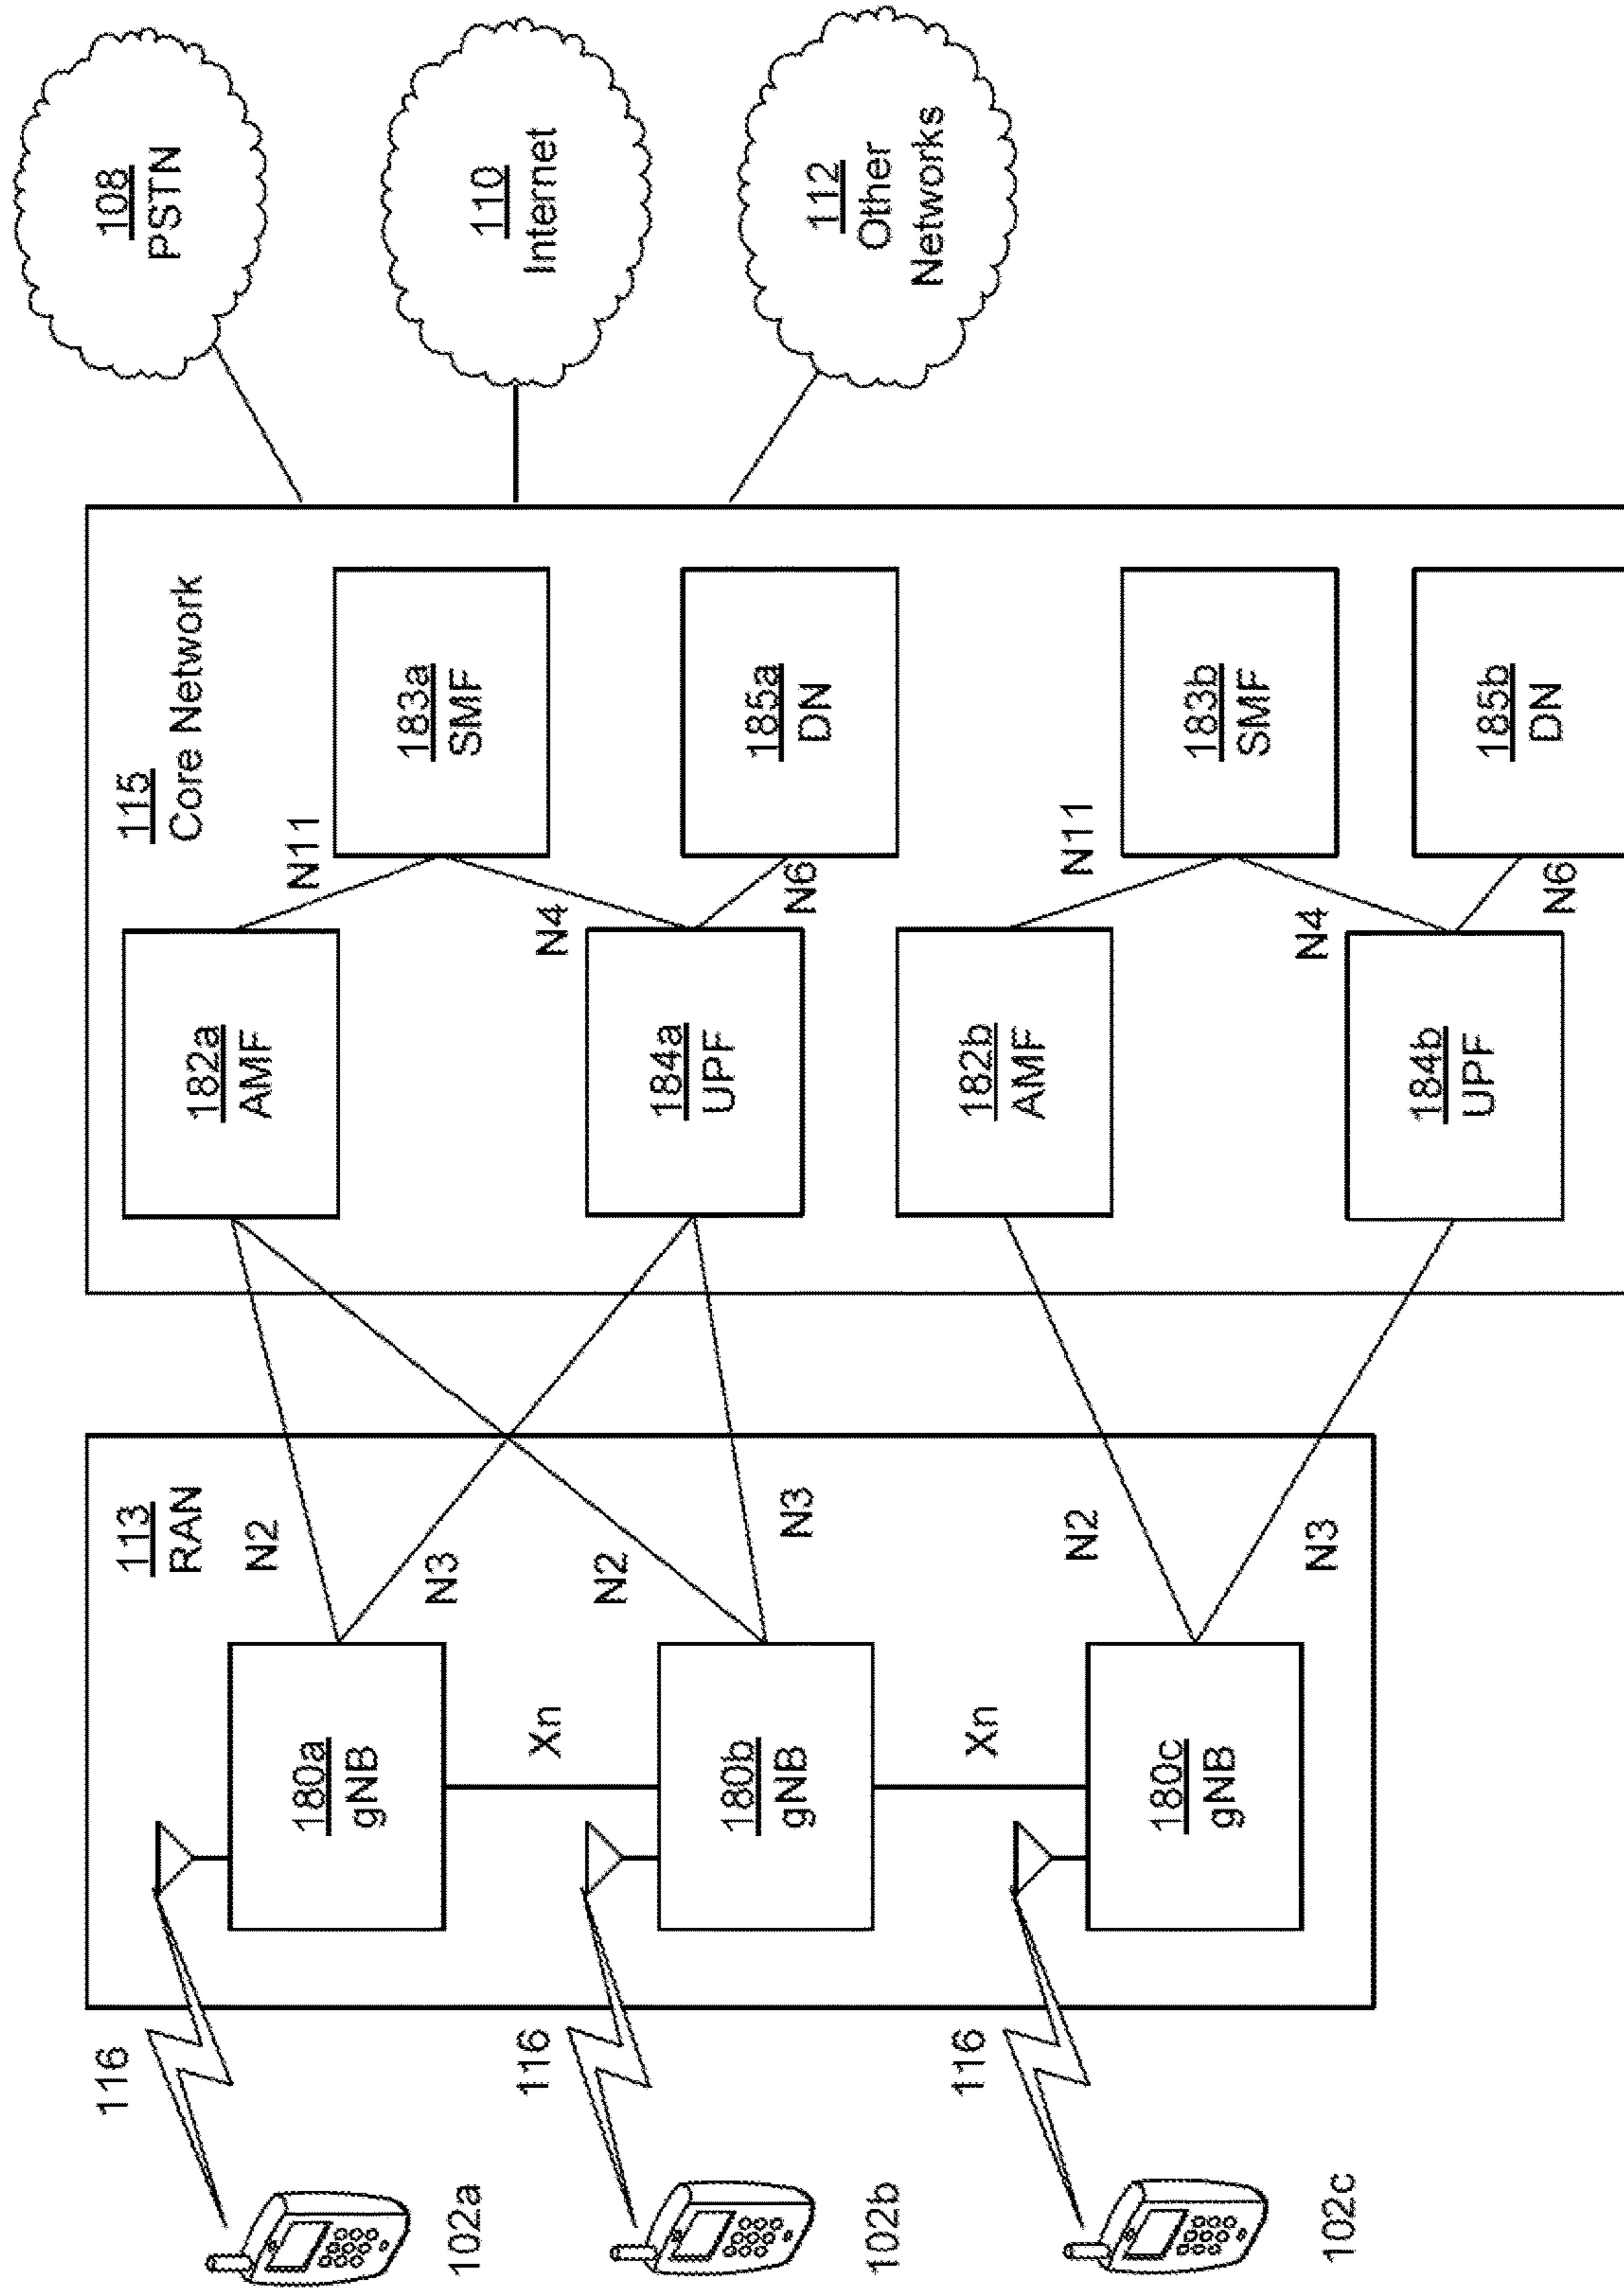 102a
102b
102c
116
116
116
113
RAN
180a
gNB
180b
gNB
180c
gNB
Xn
Xn
N2
N3
N2
N3
N2
N3
115
Core Network
182a
AMF
184a
UPF
182b
AMF
184b
UPF
N11
N4
N6
N11
N4
N6
183a
SMF
185a
DN
183b
SMF
185b
DN
108
PSTN
110
Internet
112
Other
Networks